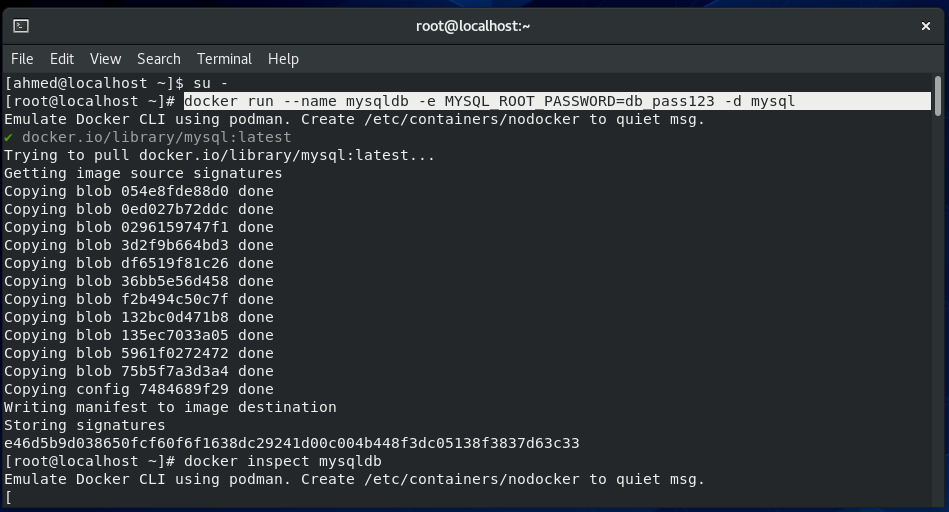 root@localhost:~
File Edit View Search Terminal Help
[ahmed@localhost ~]$ su -
[root@localhost ~]# docker run --name mysqldb -e MYSQL_ROOT_PASSWORD=db_pass123 -d mysql
Emulate Docker CLI using podman. Create /etc/containers/nodocker to quiet msg.
✔ docker.io/library/mysql:latest
Trying to pull docker.io/library/mysql:latest...
Getting image source signatures
Copying blob 054e8fde88d0 done
Copying blob 0ed027b72ddc done
Copying blob 0296159747f1 done
Copying blob 3d2f9b664bd3 done
Copying blob df6519f81c26 done
Copying blob 36bb5e56d458 done
Copying blob f2b494c50c7f done
Copying blob 132bc0d471b8 done
Copying blob 135ec7033a05 done
Copying blob 5961f0272472 done
Copying blob 75b5f7a3d3a4 done
Copying config 7484689f29 done
Writing manifest to image destination
Storing signatures
e46d5b9d038650fcf60f6f1638dc29241d00c004b448f3dc05138f3837d63c33
[root@localhost ~]# docker inspect mysqldb
Emulate Docker CLI using podman. Create /etc/containers/nodocker to quiet msg.
[